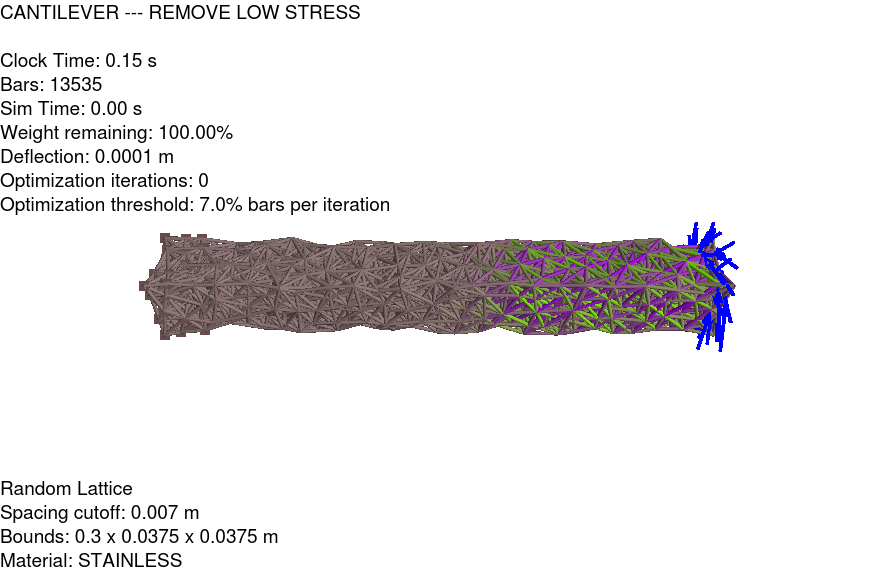 CANTILEVER --- REMOVE LOW STRESS
Clock Time: 0.15 s
Bars: 13535
Sim Time: 0.00 s
Weight remaining: 100.00%
Deflection: 0.0001 m
Optimization iterations: 0
Optimization threshold: 7.0% bars per iteration
Random Lattice
Spacing cutoff: 0.007 m
Bounds: 0.3 x 0.0375 x 0.0375 m
Material: STAINLESS